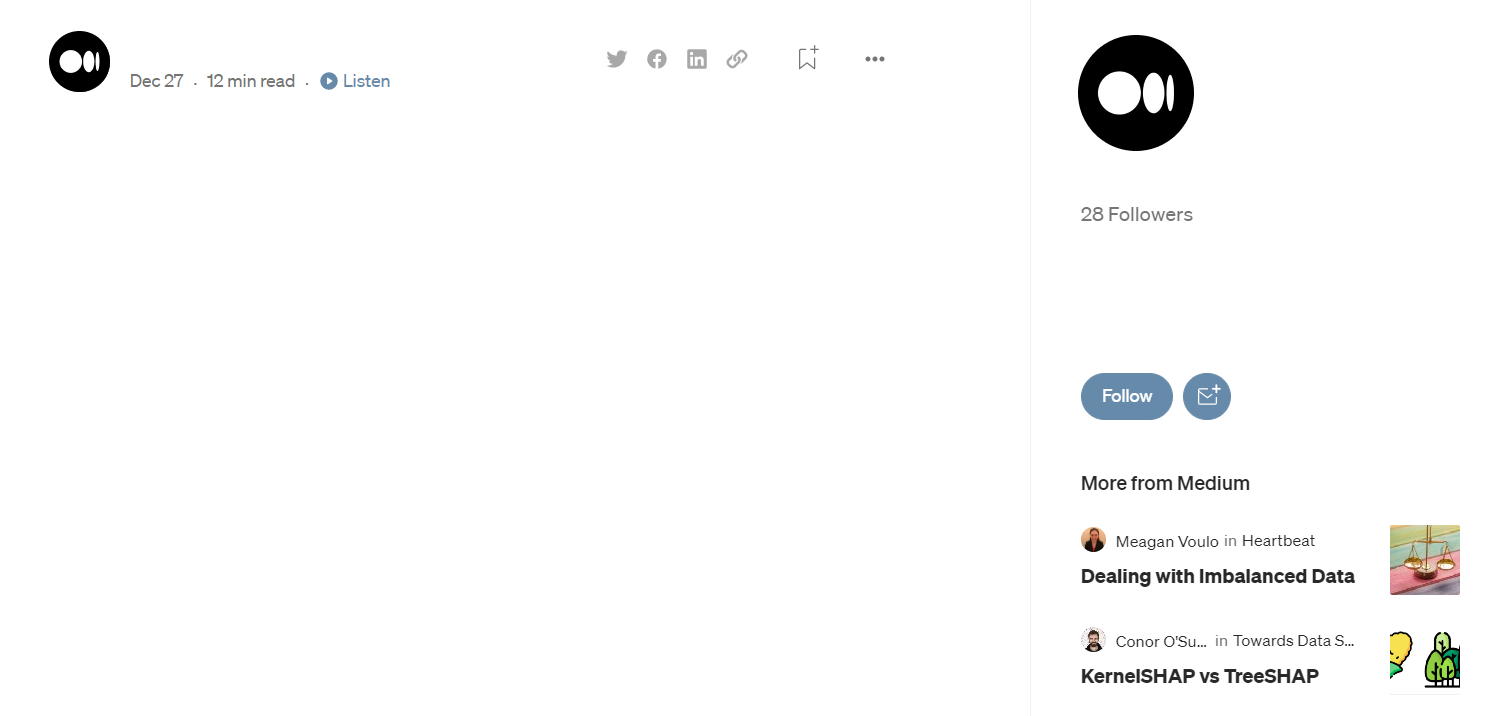 Dec 27 · 12 min read · Listen
28 Followers
Follow
More from Medium
Meagan Voulo in Heartbeat
Dealing with Imbalanced Data
Conor O'Su... in Towards Data S...
KernelSHAP vs TreeSHAP